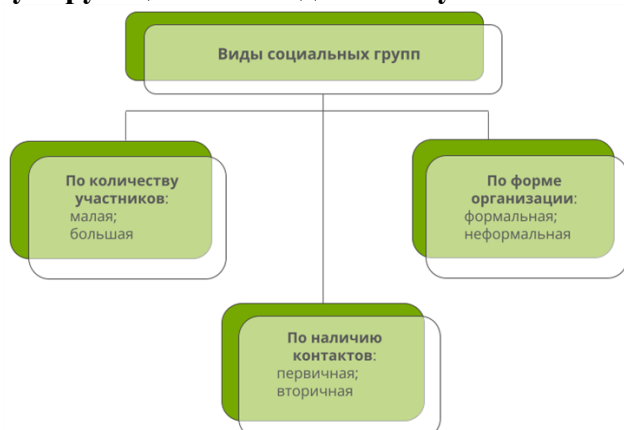 Виды социальных групп
По количеству
участников:
малая;
большая
По форме
организации:
формальная;
неформальная
По наличию
контактов:
первичная;
вторичная